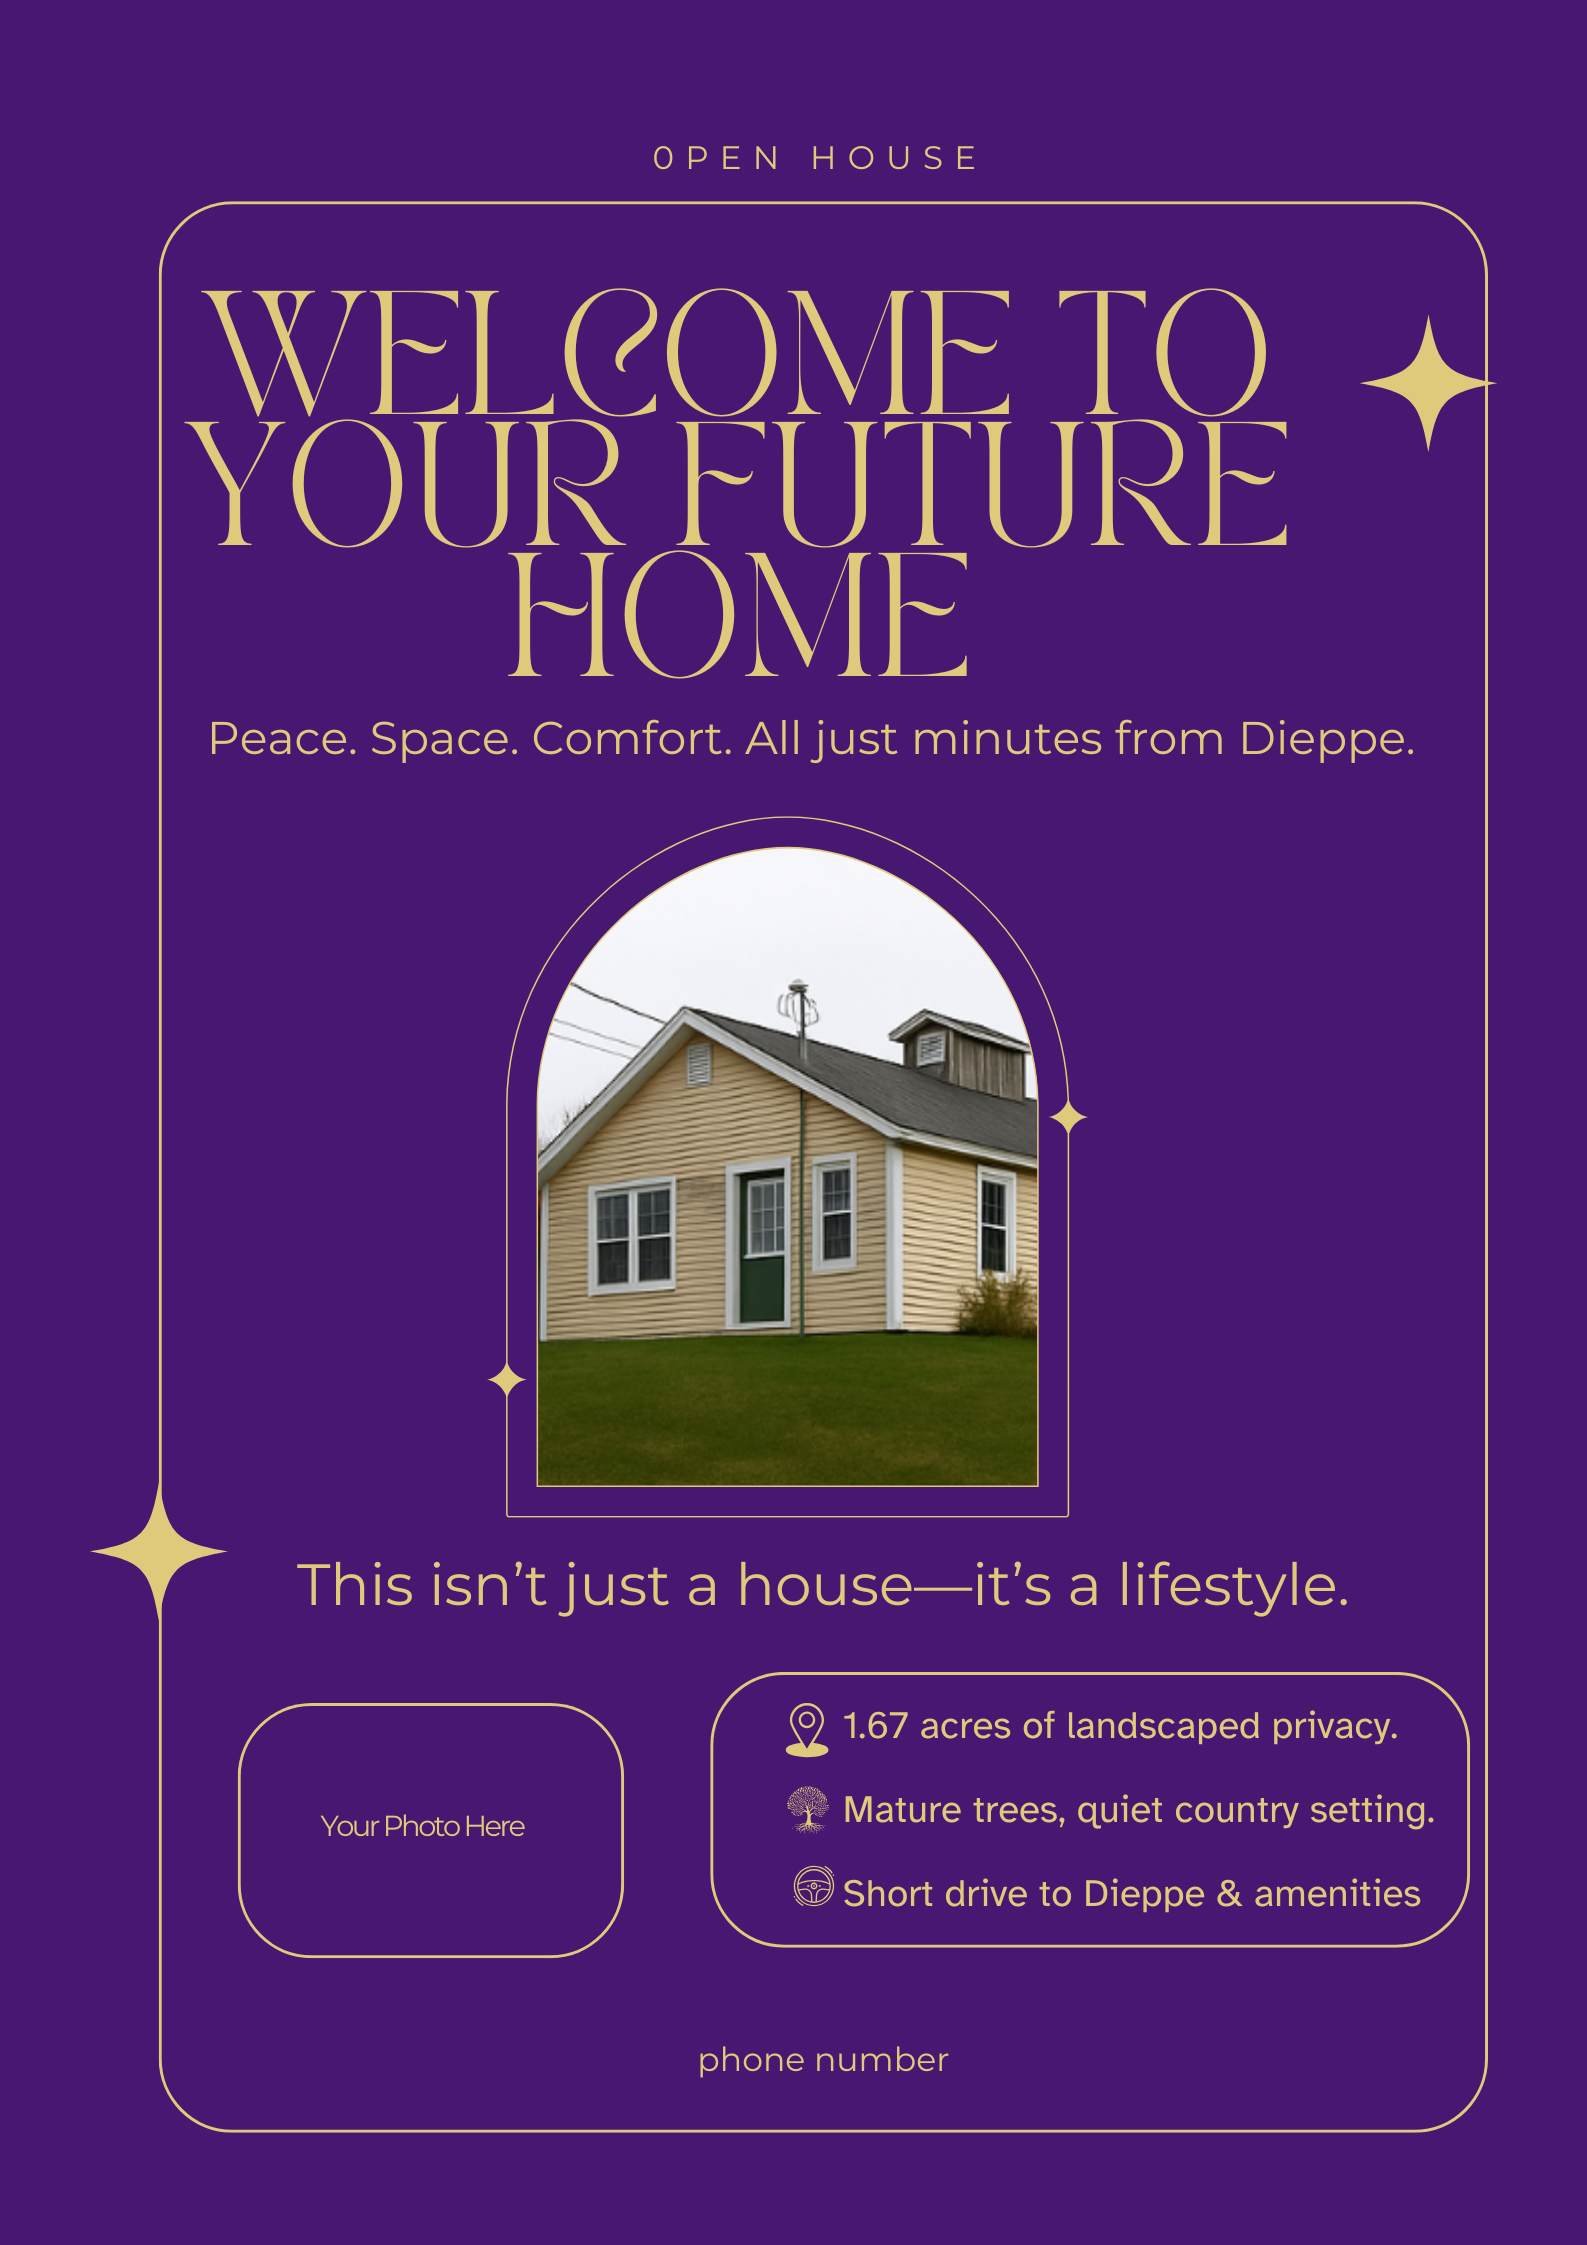 0PEN HOUSE
WELCOME TO
YOUR FUTURE
HOME
Peace. Space. Comfort. All just minutes from Dieppe.
This isn’t just a house—it’s a lifestyle.
Your Photo Here
1.67 acres of landscaped privacy.
Mature trees, quiet country setting.
Short drive to Dieppe & amenities
phone number